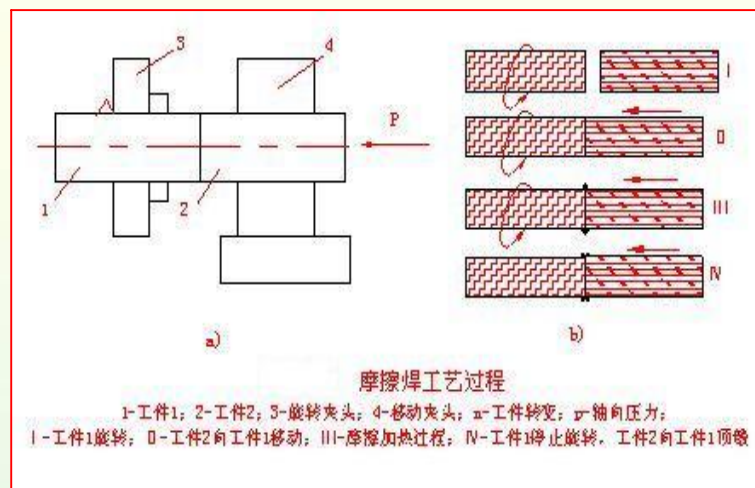 3
4
P
1
2
a)
I
II
III
IV
b)
摩擦焊工艺过程
1-工件1；2-工件2；3-旋转夹头；4-移动夹头；n-工件转变；p-轴向压力；
I-工件1旋转；II-工件2向工件1移动；III-摩擦加热过程；IV-工件1停止旋转，工件2向工件1顶锻